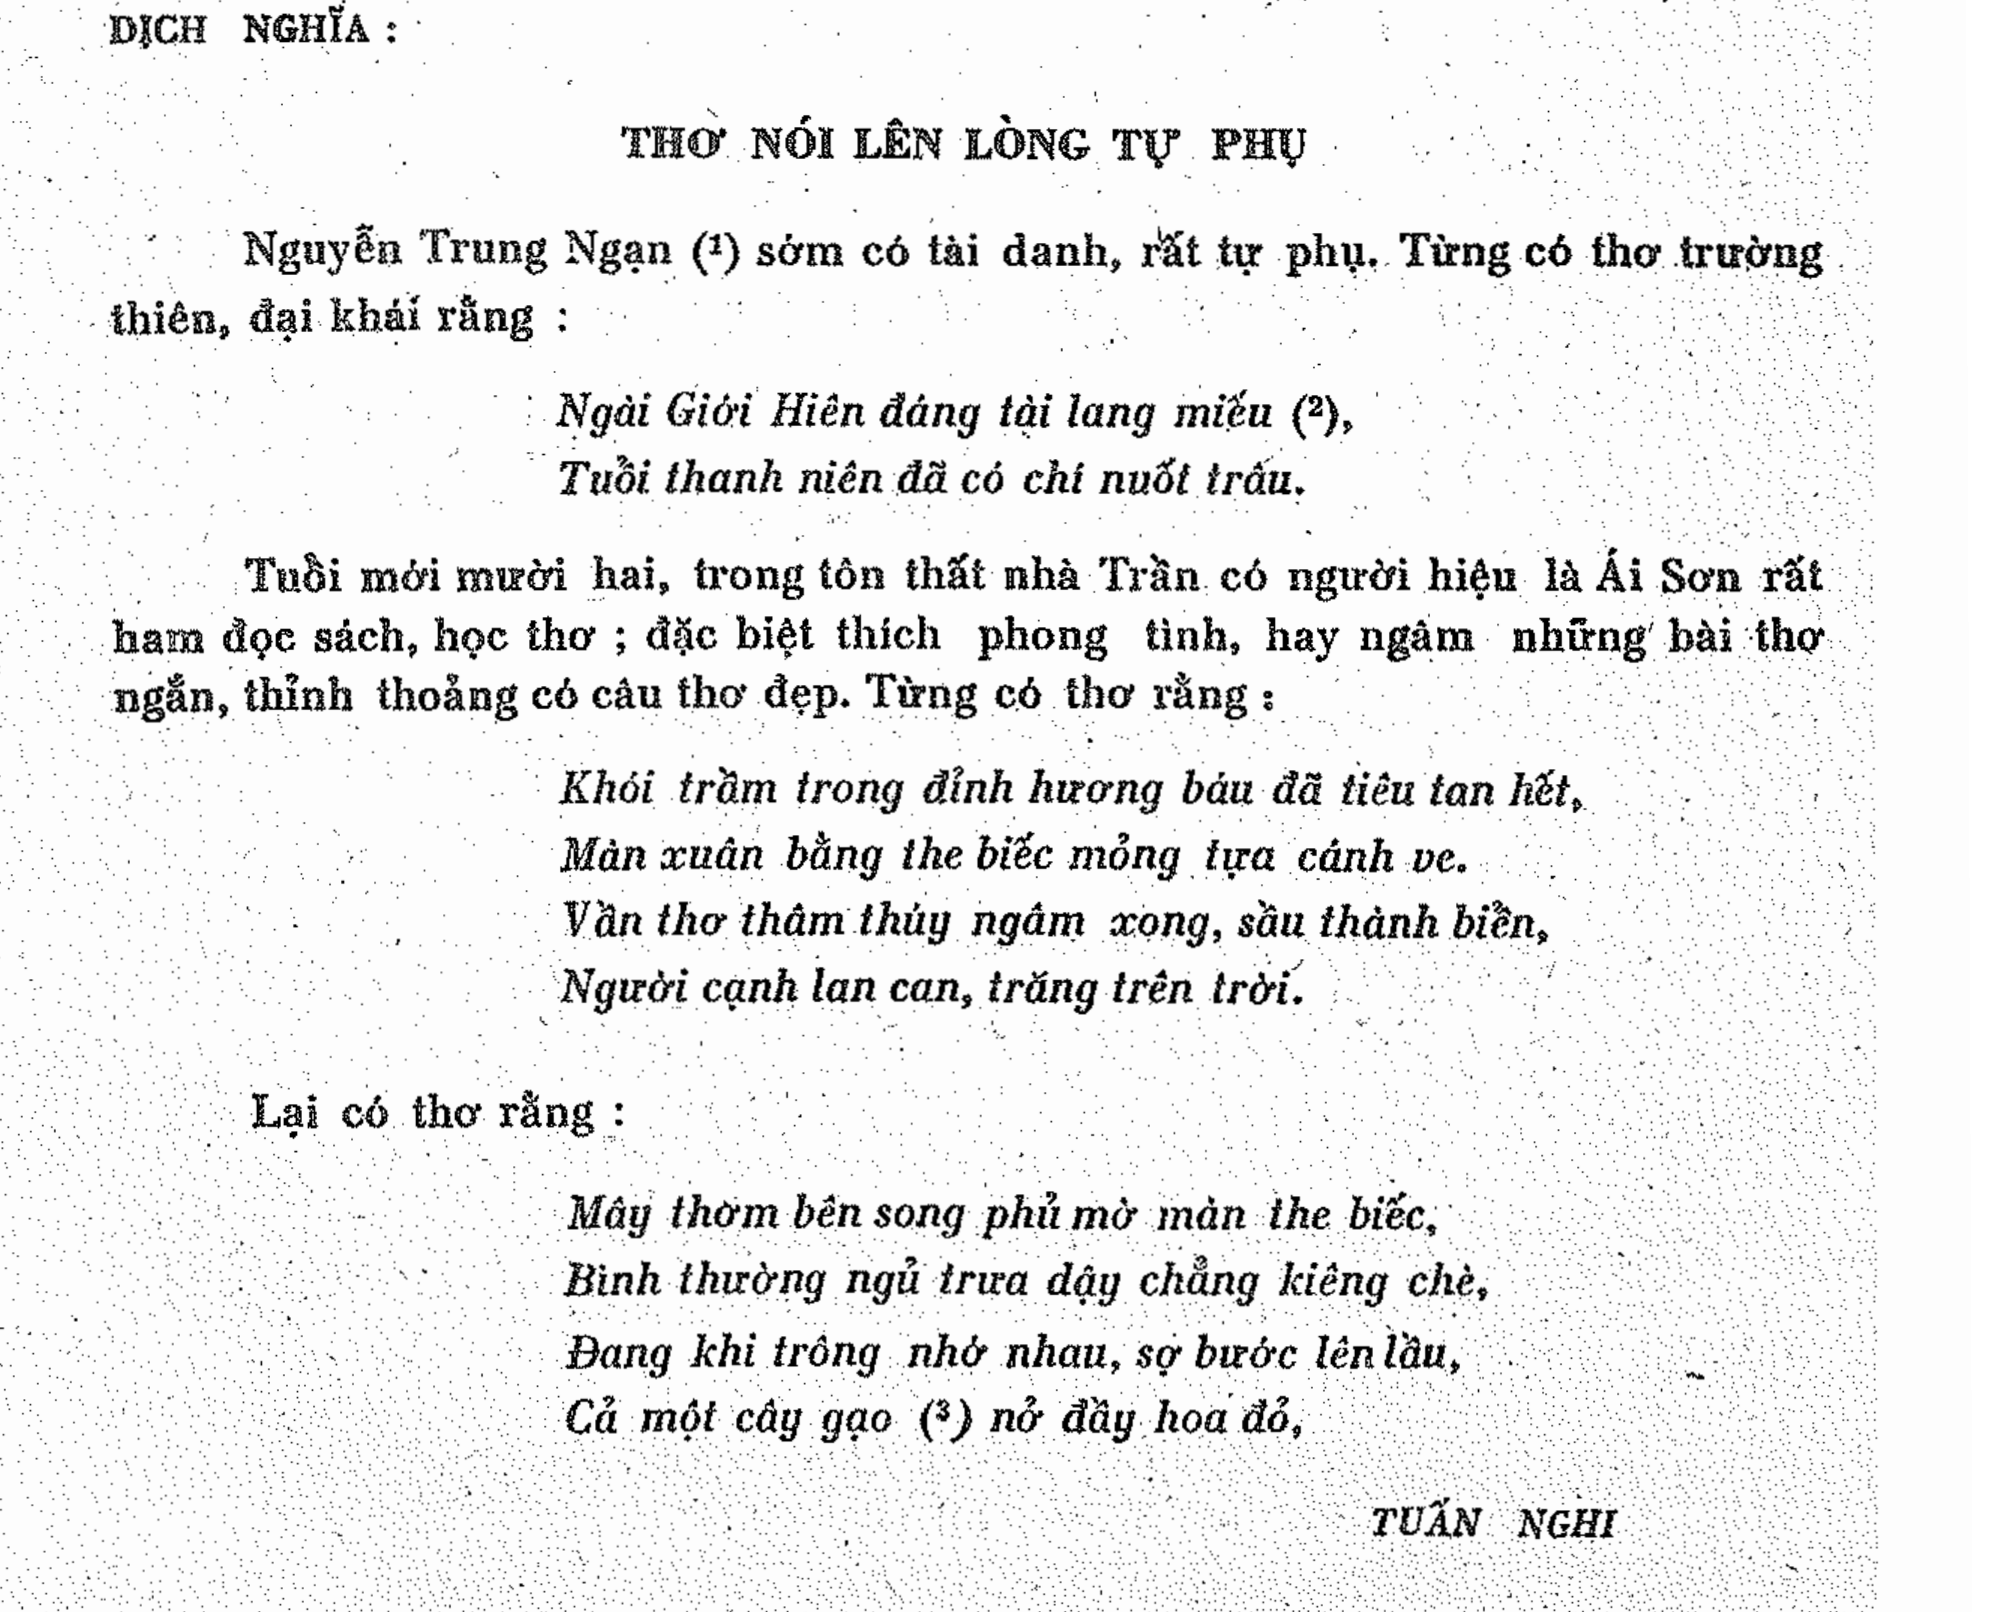 DỊCH NGHĨA :
THƠ NÓI LÊN LÒNG TỰ PHỤ
Nguyễn Trung Ngạn (¹) sớm có tài danh, rất tự phụ. Từng có thơ trường
thiên, đại khái rằng :
Ngài Giới Hiên đáng tài lang miếu (²),
Tuổi thanh niên đã có chí nuốt trâu.
Tuổi mới mười hai, trong tôn thất nhà Trần có người hiệu là Ái Sơn rất
ham đọc sách, học thơ ; đặc biệt thích phong tình, hay ngâm những bài thơ
ngắn, thỉnh thoảng có câu thơ đẹp. Từng có thơ rằng :
Khói trầm trong đỉnh hương báu đã tiêu tan hết,
Màn xuân bằng the biếc mỏng tựa cánh ve.
Vần thơ thâm thúy ngâm xong, sầu thành biển,
Người cạnh lan can, trăng trên trời.
Lại có thơ rằng :
Mây thơm bên song phủ mờ màn the biếc,
Bình thường ngủ trưa dậy chẳng kiêng chè,
Đang khi trông nhớ nhau, sợ bước lên lầu,
Cả một cây gạo (³) nở đầy hoa đỏ,
TUẤN NGHI